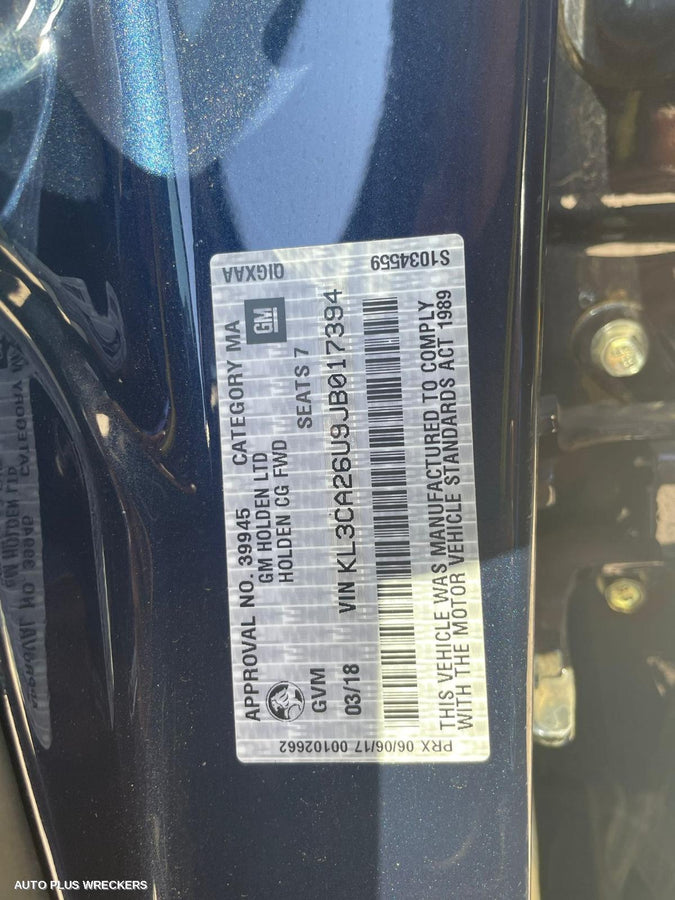 APPROVAL NO. 39945 CATEGORY MA
GM HOLDEN LTD
HOLDEN CG FWD
GM
GVM
SEATS 7
03/18
VIN KL3CA26U9JB017394
THIS VEHICLE WAS MANUFACTURED TO COMPLY
WITH THE MOTOR VEHICLE STANDARDS ACT 1989
QIGXAA
S1034559
PRX 06/06/17 00102662
AUTO PLUS WRECKERS